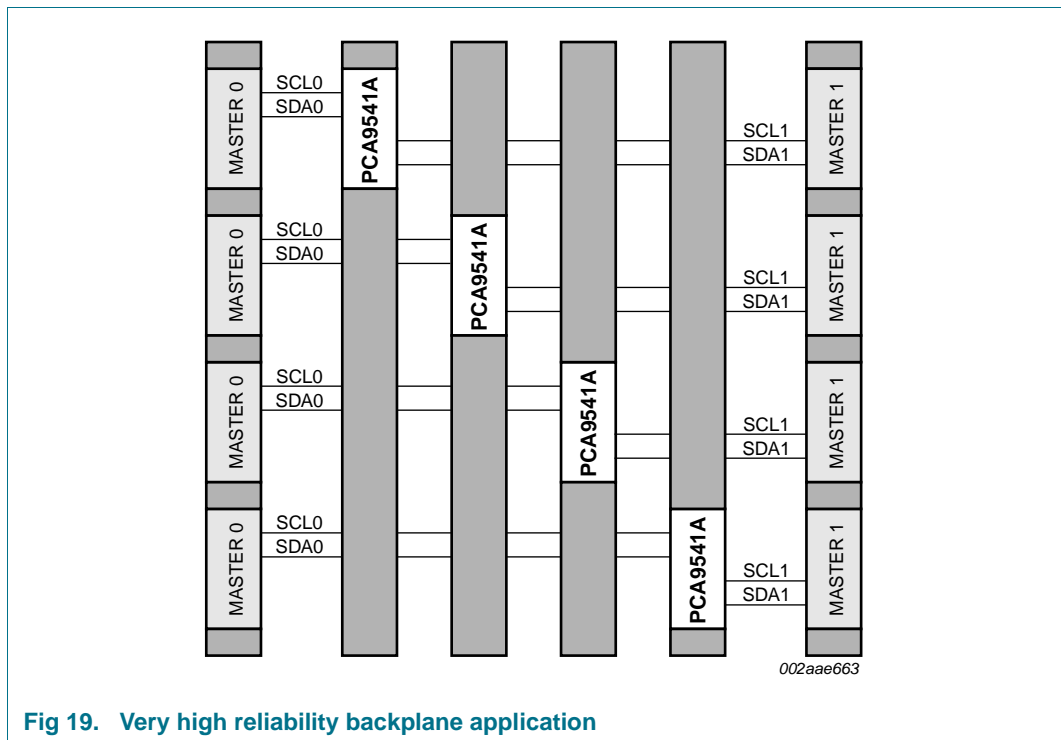 MASTER 0
SCL0
SDA0
PCA9541A
SCL1
SDA1
MASTER 1
MASTER 0
SCL0
SDA0
PCA9541A
SCL1
SDA1
MASTER 1
MASTER 0
SCL0
SDA0
PCA9541A
SCL1
SDA1
MASTER 1
MASTER 0
SCL0
SDA0
PCA9541A
SCL1
SDA1
MASTER 1
002aae663
Fig 19. Very high reliability backplane application